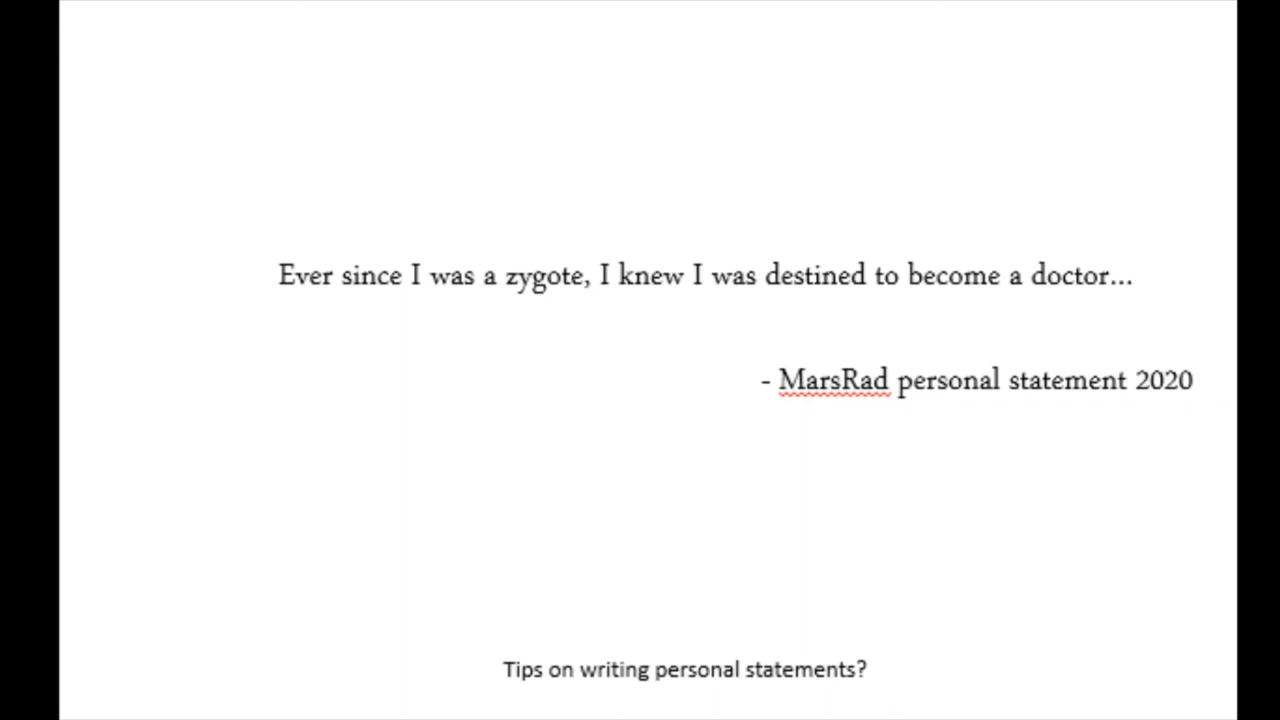 Ever since I was a zygote, I knew I was destined to become a doctor...
- MarsRad personal statement 2020
Tips on writing personal statements?